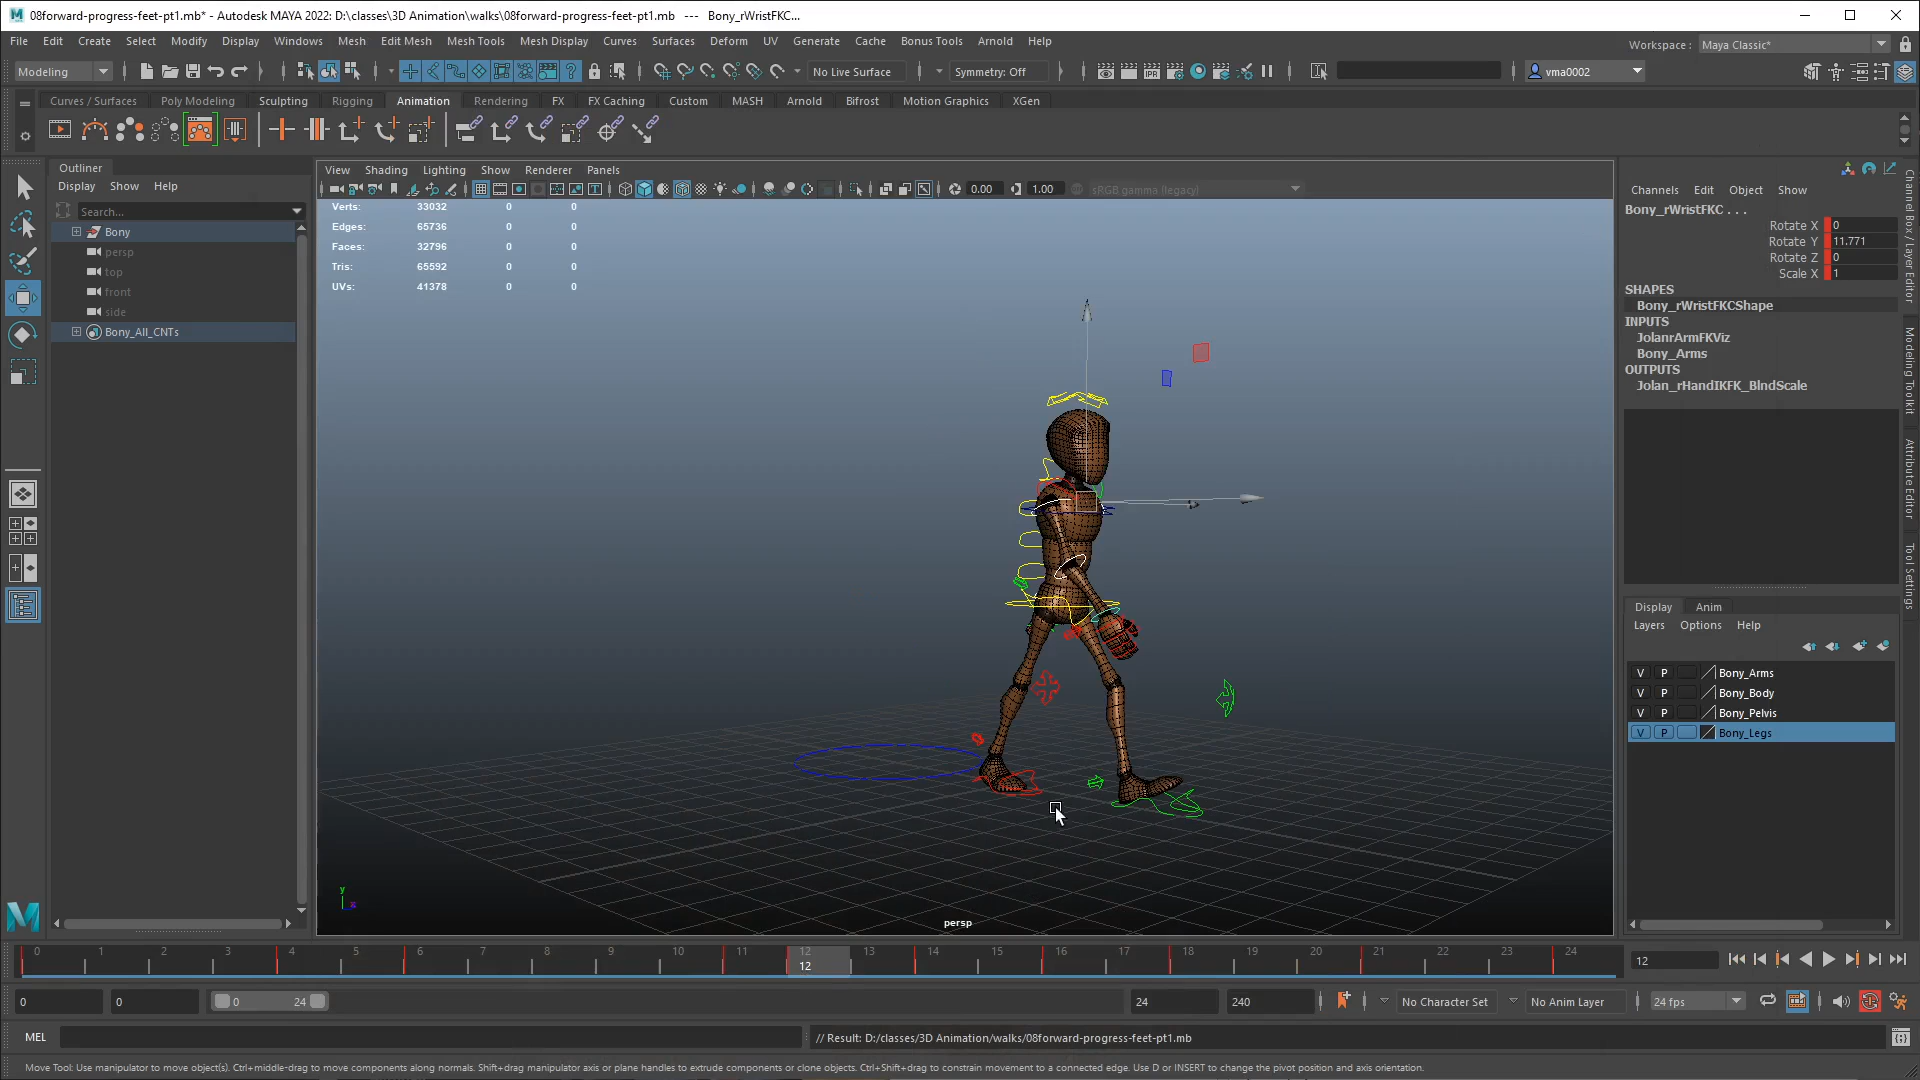 08forward-progress-feet-pt1.mb* - Autodesk MAYA 2022: D:\classes\3D Animation\walks\08forward-progress-feet-pt1.mb   ---   Bony_rWristFKC...
File Edit Create Select Modify Display Windows Mesh Edit Mesh Mesh Tools Mesh Display Curves Surfaces Deform UV Generate Cache Bonus Tools Arnold Help
Workspace : Maya Classic*
Modeling
No Live Surface
Symmetry: Off
vma0002
Curves / Surfaces Poly Modeling Sculpting Rigging Animation Rendering FX FX Caching Custom MASH Arnold Bifrost Motion Graphics XGen
Outliner
Display Show Help
Search...
Bony
persp
top
front
side
Bony_All_CNTs
View Shading Lighting Show Renderer Panels
0.00 1.00 sRGB gamma (legacy)
Verts: 33032 0 0
Edges: 65736 0 0
Faces: 32796 0 0
Tris: 65592 0 0
UVs: 41378 0 0
y
persp
Channels Edit Object Show
Bony_rWristFKC . . .
Rotate X 0
Rotate Y 11.771
Rotate Z 0
Scale X 1
SHAPES
Bony_rWristFKCShape
INPUTS
JolanrArmFKViz
Bony_Arms
OUTPUTS
Jolan_rHandIKFK_BlndScale
Channel Box / Layer Editor
Modeling Toolkit
Attribute Editor
Tool Settings
Display Anim
Layers Options Help
V P Bony_Arms
V P Bony_Body
V P Bony_Pelvis
V P Bony_Legs
0 1 2 3 4 5 6 7 8 9 10 11 12 13 14 15 16 17 18 19 20 21 22 23 24
12
12
0 0 0 24 24 240 No Character Set No Anim Layer 24 fps
MEL
// Result: D:/classes/3D Animation/walks/08forward-progress-feet-pt1.mb
Move Tool: Use manipulator to move object(s). Ctrl+middle-drag to move components along normals. Shift+drag manipulator axis or plane handles to extrude components or clone objects. Ctrl+Shift+drag to constrain movement to a connected edge. Use D or INSERT to change the pivot position and axis orientation.